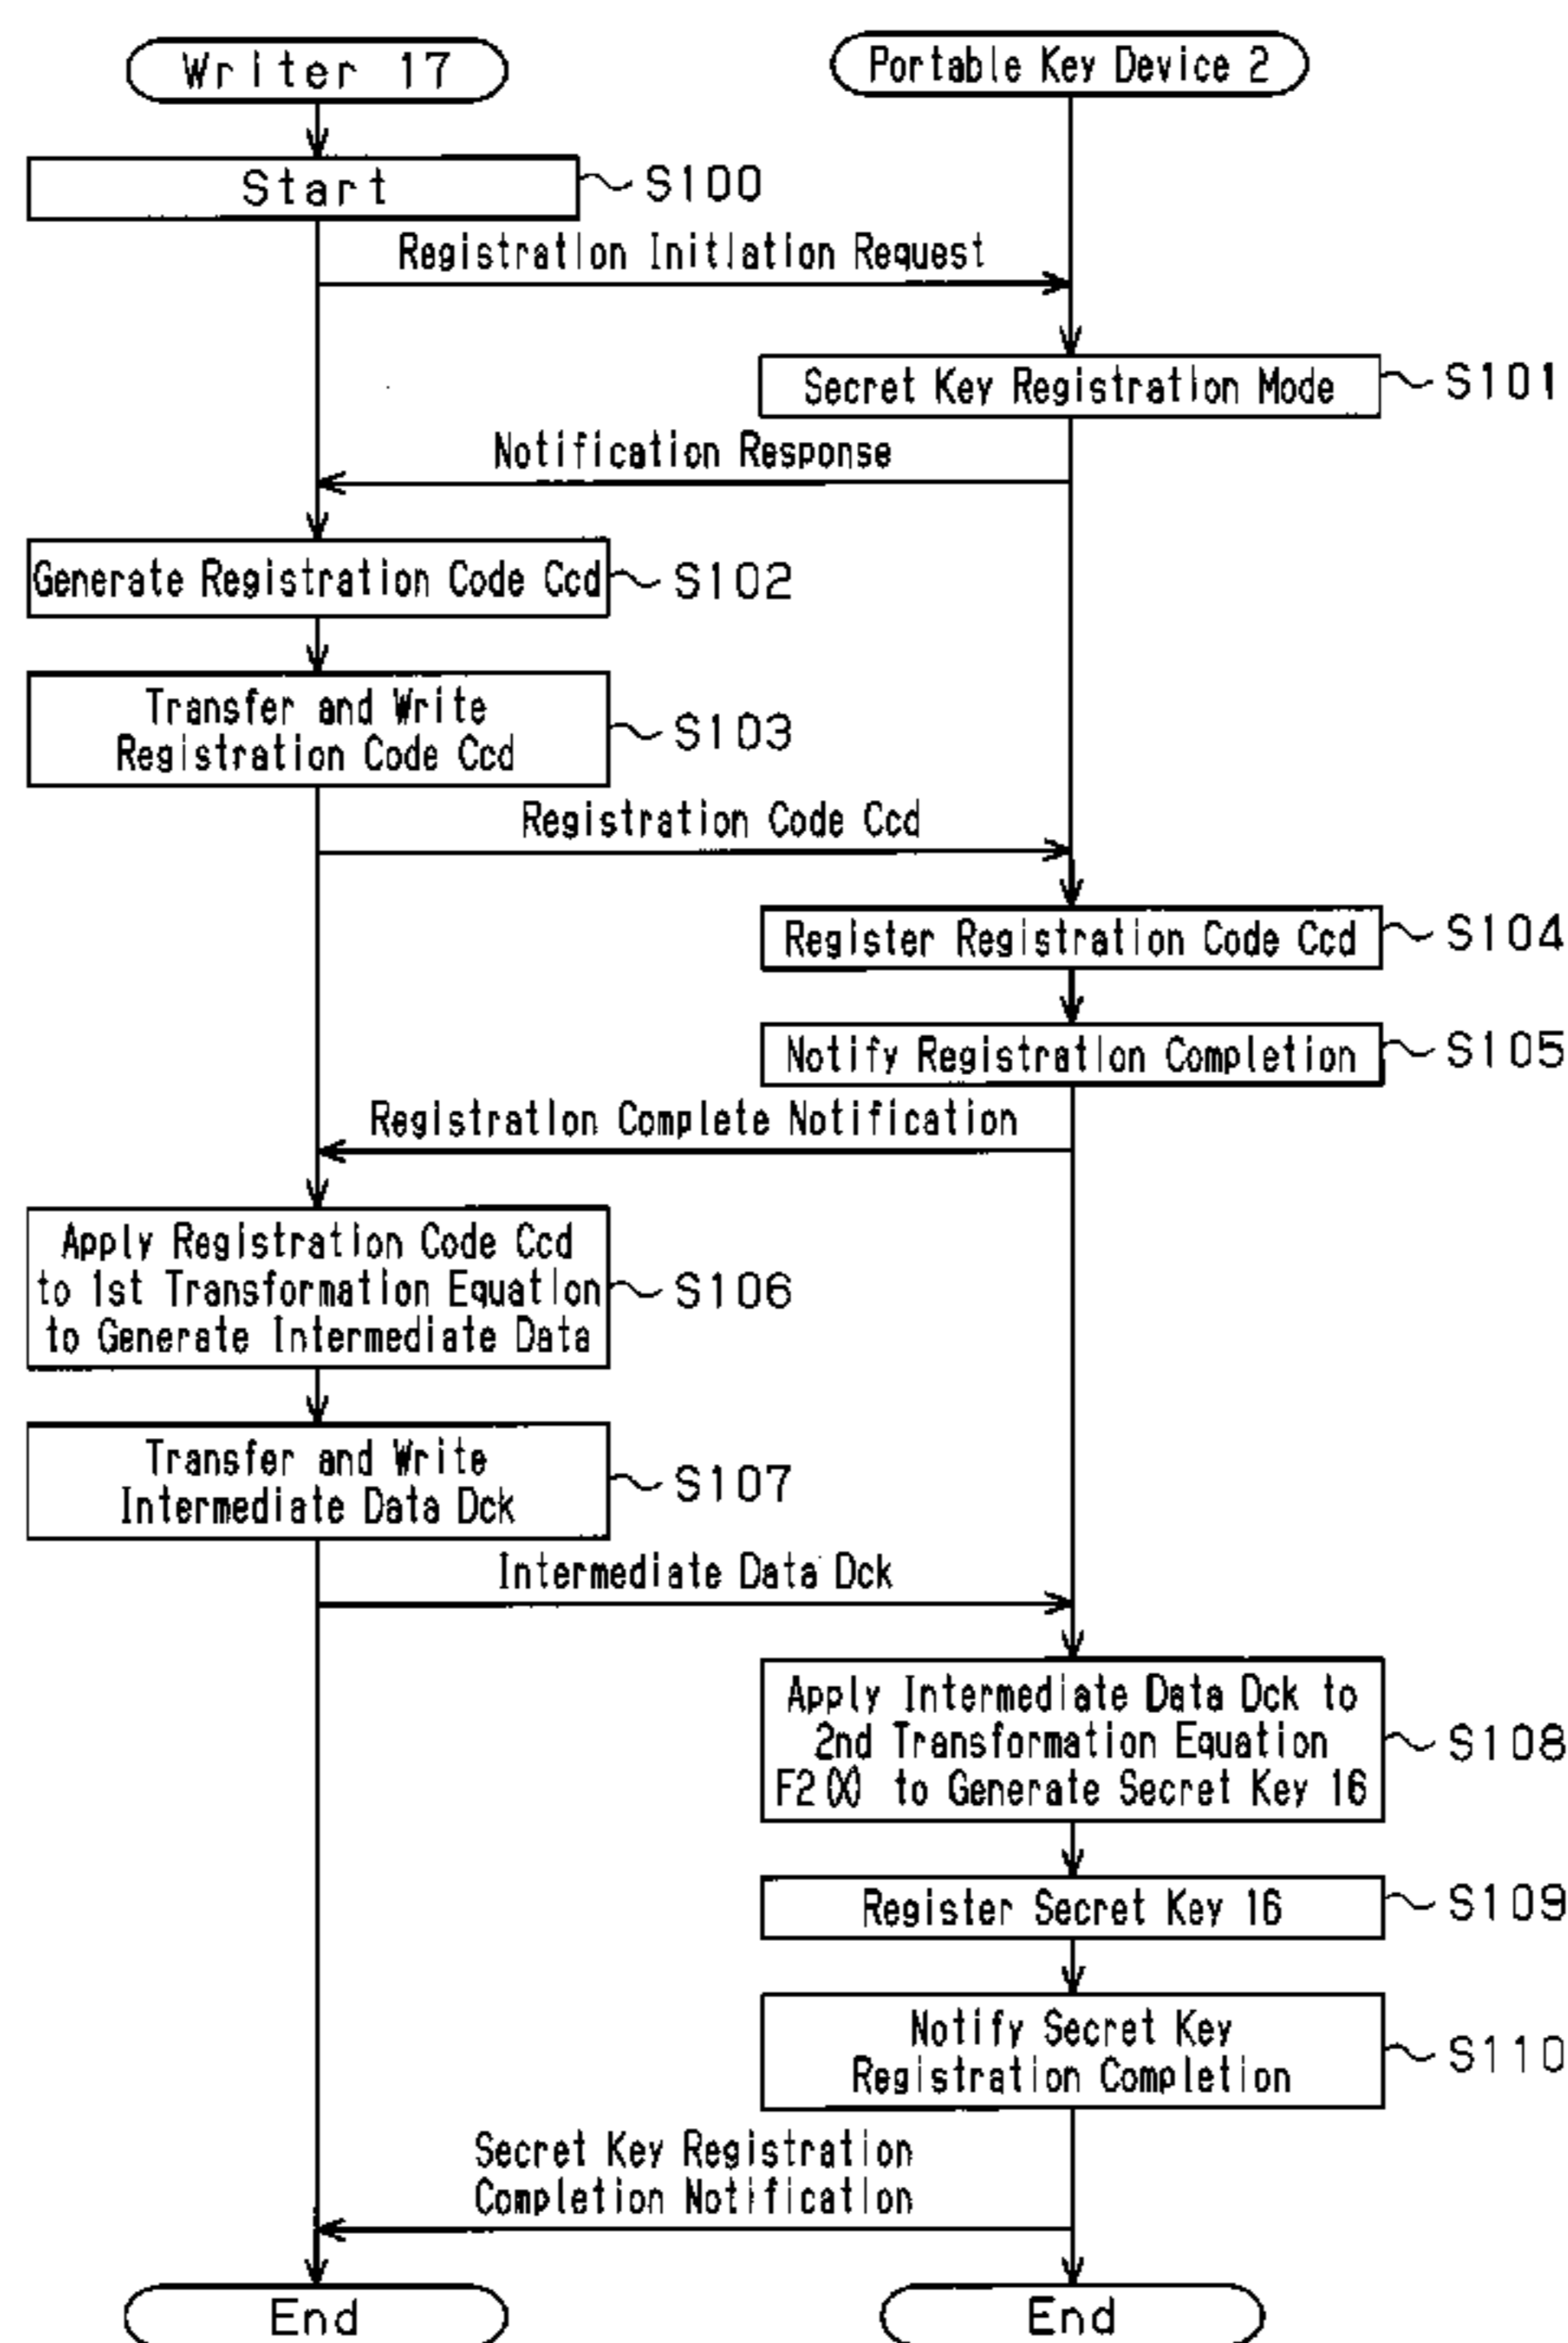 Writer 17
Portable Key Device 2
Start
S100
Registration Initiation Request
Secret Key Registration Mode
S101
Notification Response
Generate Registration Code Ccd
S102
Transfer and Write
Registration Code Ccd
S103
Registration Code Ccd
Register Registration Code Ccd
S104
Notify Registration Completion
S105
Registration Complete Notification
Apply Registration Code Ccd
to 1st Transformation Equation
to Generate Intermediate Data
S106
Transfer and Write
Intermediate Data Dck
S107
Intermediate Data Dck
Apply Intermediate Data Dck to
2nd Transformation Equation
F2(X) to Generate Secret Key 16
S108
Register Secret Key 16
S109
Notify Secret Key
Registration Completion
S110
Secret Key Registration
Completion Notification
End
End